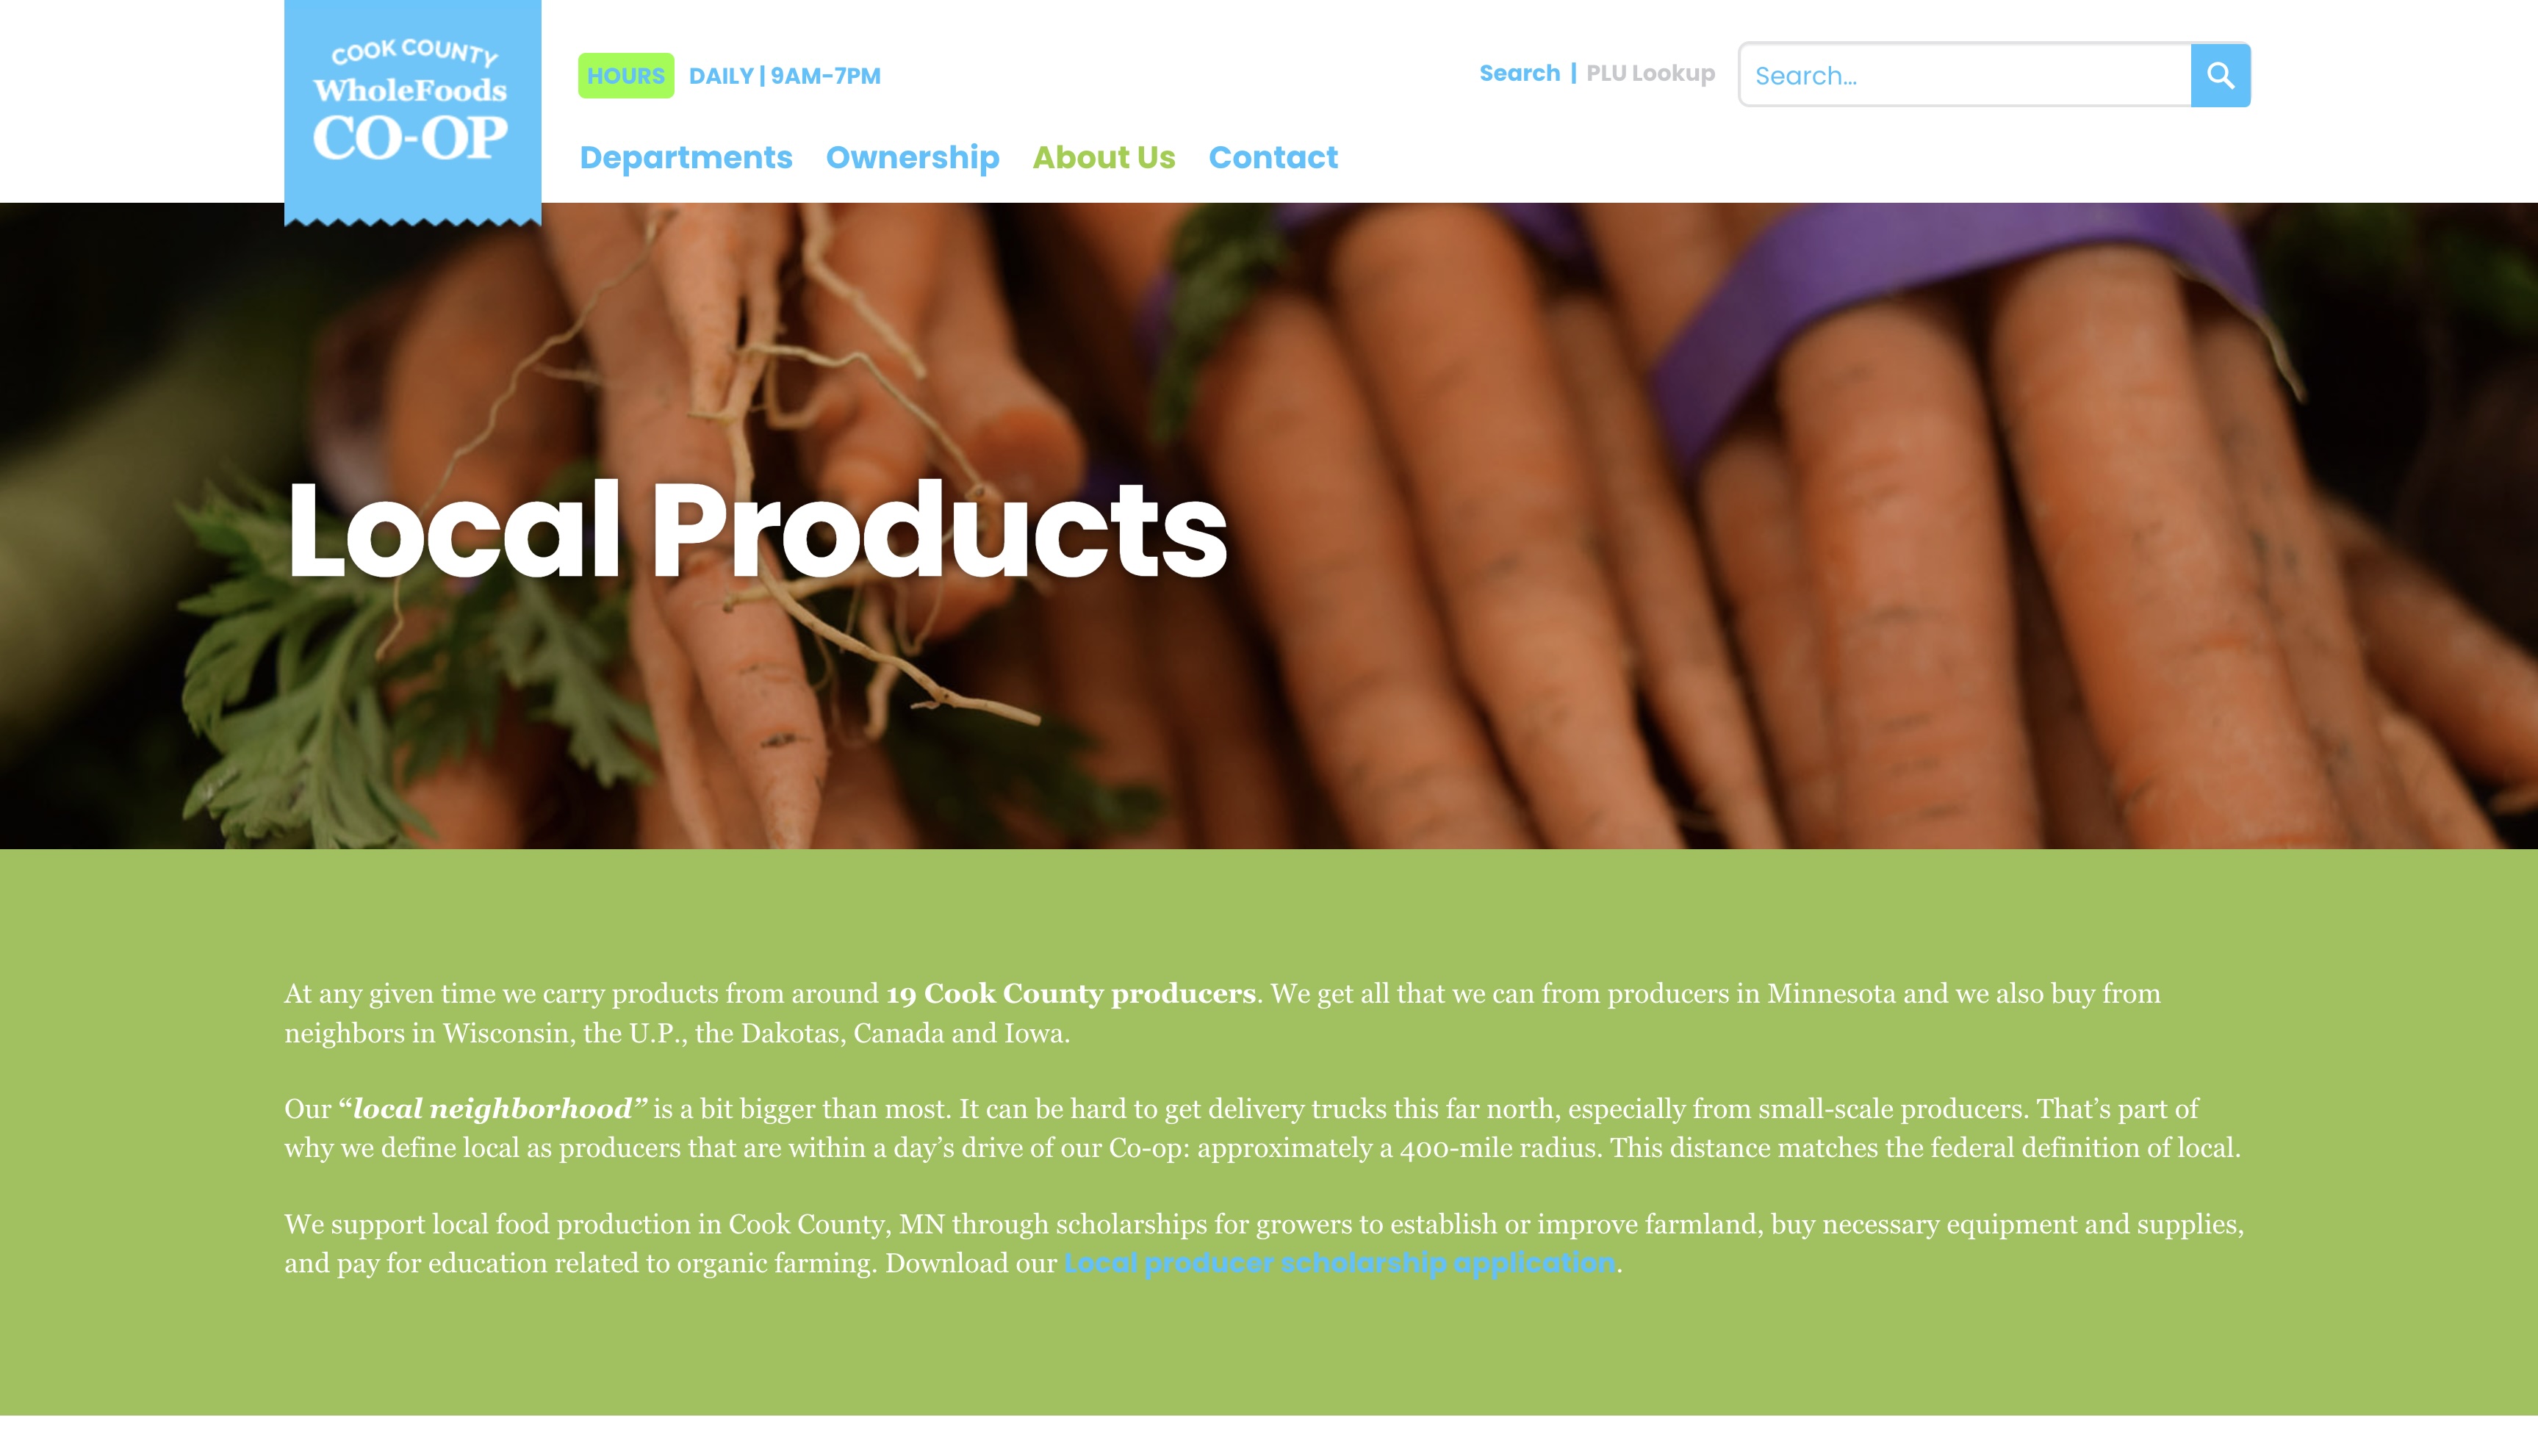 COOK COUNTY
WholeFoods
CO-OP
HOURS DAILY | 9AM-7PM
Search | PLU Lookup
Search...
Departments Ownership About Us Contact
Local Products
At any given time we carry products from around 19 Cook County producers. We get all that we can from producers in Minnesota and we also buy from
neighbors in Wisconsin, the U.P., the Dakotas, Canada and Iowa.
Our “local neighborhood” is a bit bigger than most. It can be hard to get delivery trucks this far north, especially from small-scale producers. That’s part of
why we define local as producers that are within a day’s drive of our Co-op: approximately a 400-mile radius. This distance matches the federal definition of local.
We support local food production in Cook County, MN through scholarships for growers to establish or improve farmland, buy necessary equipment and supplies,
and pay for education related to organic farming. Download our Local producer scholarship application.